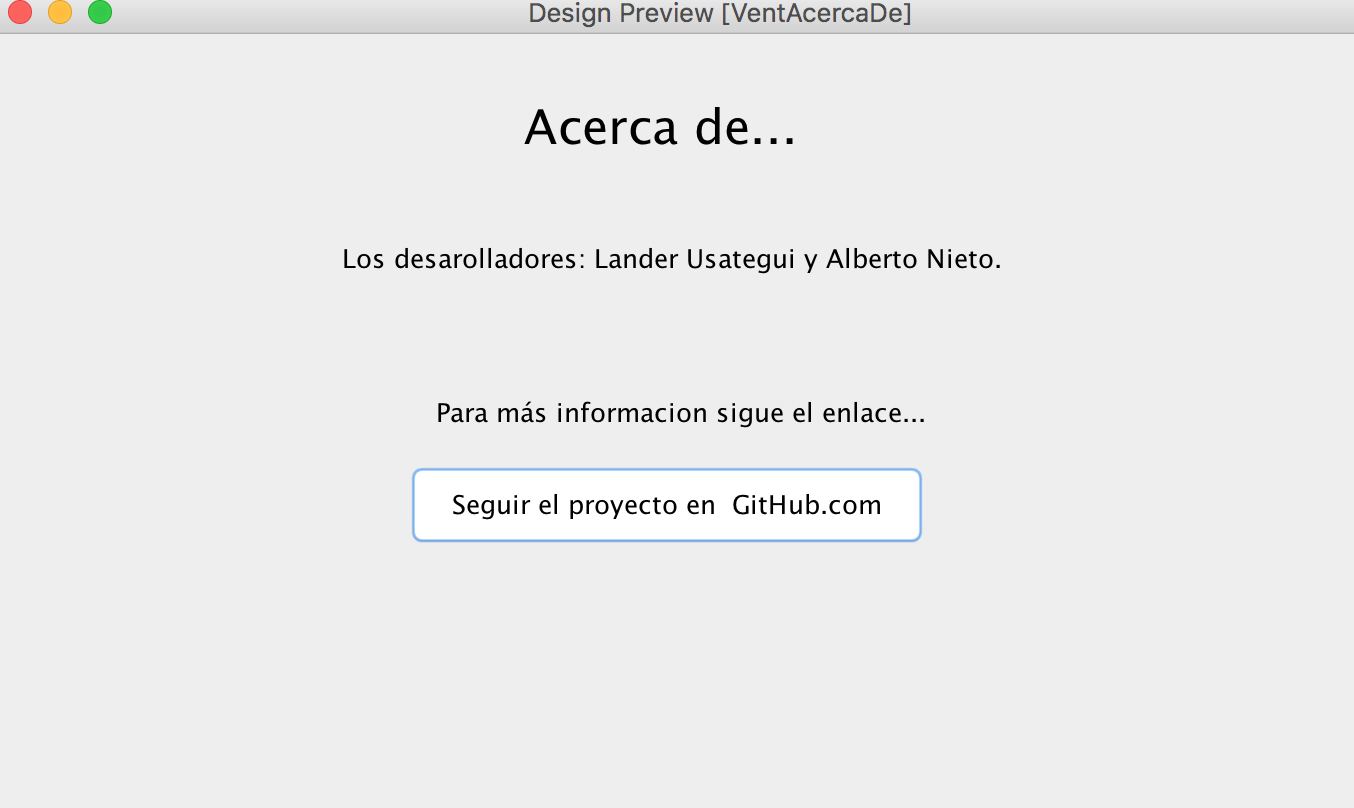 Design Preview [VentAcercaDe]
Acerca de...
Los desarolladores: Lander Usategui y Alberto Nieto.
Para más informacion sigue el enlace...
Seguir el proyecto en  GitHub.com